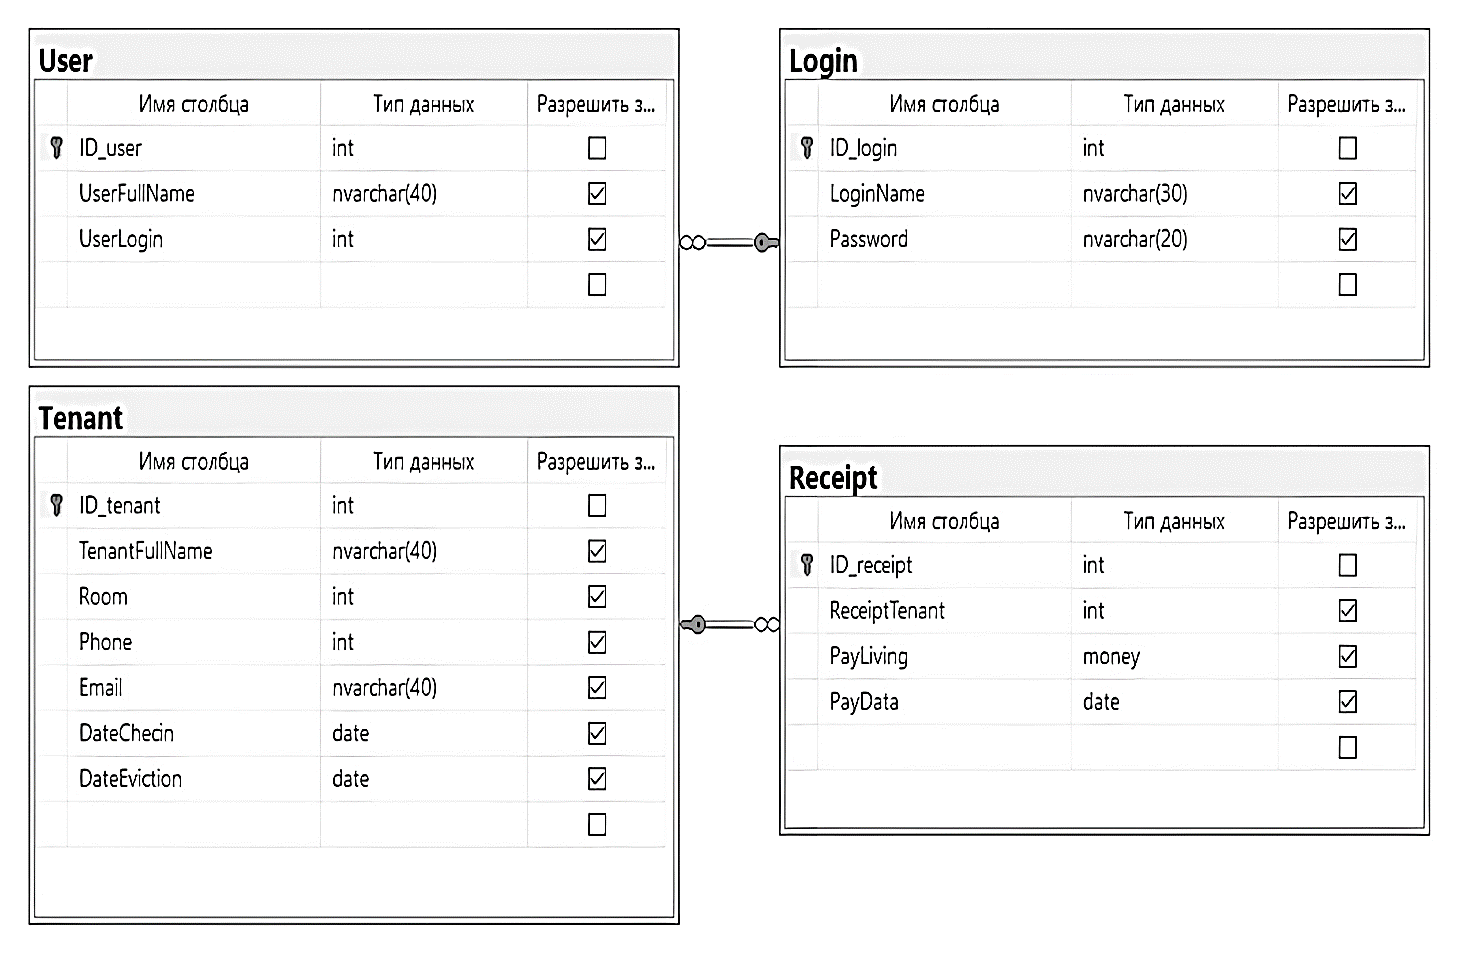 User
Имя столбца Тип данных Разрешить з...
ID_user int
UserFullName nvarchar(40)
UserLogin int
Login
Имя столбца Тип данных Разрешить з...
ID_login int
LoginName nvarchar(30)
Password nvarchar(20)
Tenant
Имя столбца Тип данных Разрешить з...
ID_tenant int
TenantFullName nvarchar(40)
Room int
Phone int
Email nvarchar(40)
DateChecin date
DateEviction date
Receipt
Имя столбца Тип данных Разрешить з...
ID_receipt int
ReceiptTenant int
PayLiving money
PayData date